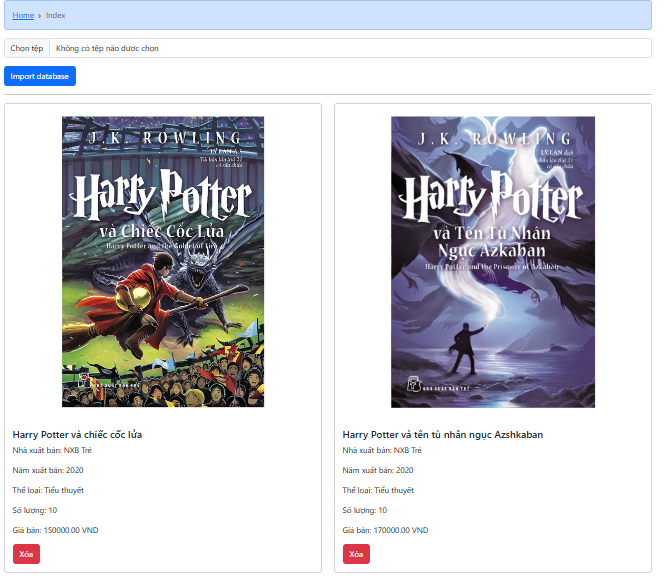 Home › Index
Chọn tệp Không có tệp nào được chọn
Import database
J.K. ROWLING
LÝ LAN dịch
Tái bản lần thứ 21
có sửa chữa
Harry Potter
và Chiếc Cốc Lửa
Harry Potter and the Goblet of Fire
NHÀ XUẤT BẢN TRẺ
Harry Potter và chiếc cốc lửa
Nhà xuất bản: NXB Trẻ
Năm xuất bản: 2020
Thể loại: Tiểu thuyết
Số lượng: 10
Giá bán: 150000.00 VND
Xóa
J.K. ROWLING
LÝ LAN dịch
Tái bản lần thứ 21
có sửa chữa
Harry Potter
và Tên Tù Nhân
Ngục Azkaban
Harry Potter and the Prisoner of Azkaban
NHÀ XUẤT BẢN TRẺ
Harry Potter và tên tù nhân ngục Azshkaban
Nhà xuất bản: NXB Trẻ
Năm xuất bản: 2020
Thể loại: Tiểu thuyết
Số lượng: 10
Giá bán: 170000.00 VND
Xóa